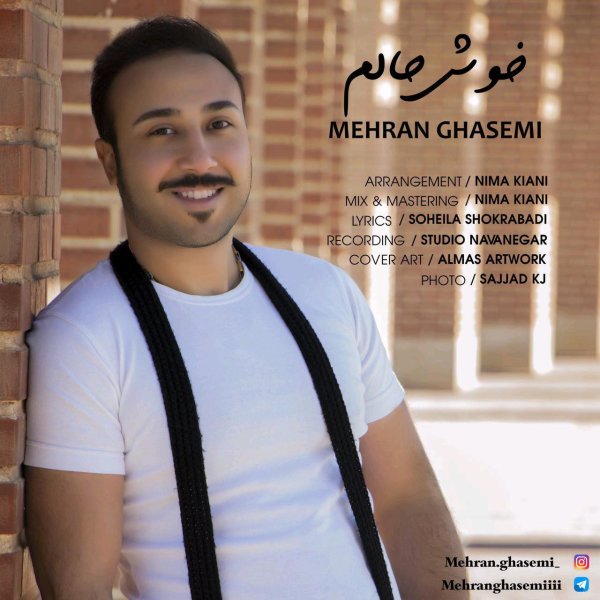 خوش حالم
MEHRAN GHASEMI
ARRANGEMENT / NIMA KIANI
MIX & MASTERING / NIMA KIANI
LYRICS / SOHEILA SHOKRABADI
RECORDING / STUDIO NAVANEGAR
COVER ART / ALMAS ARTWORK
PHOTO / SAJJAD KJ
Mehran.ghasemi_
Mehranghasemiiii